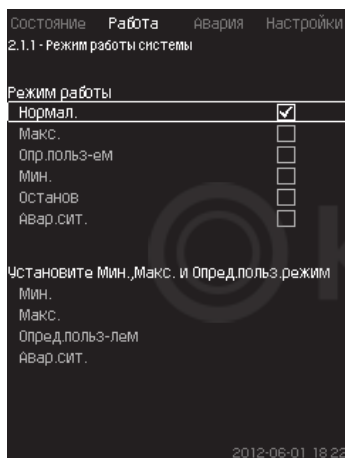 Состояние Работа Авария Настройки
2.1.1 - Режим работы системы
Режим работы
Нормал.
Макс.
Опр.польз-ем
Мин.
Останов
Авар.сит.
Установите Мин.,Макс. и Опред.польз.режим
Мин.
Макс.
Опред.польз-лем
Авар.сит.
2012-06-01 18:22